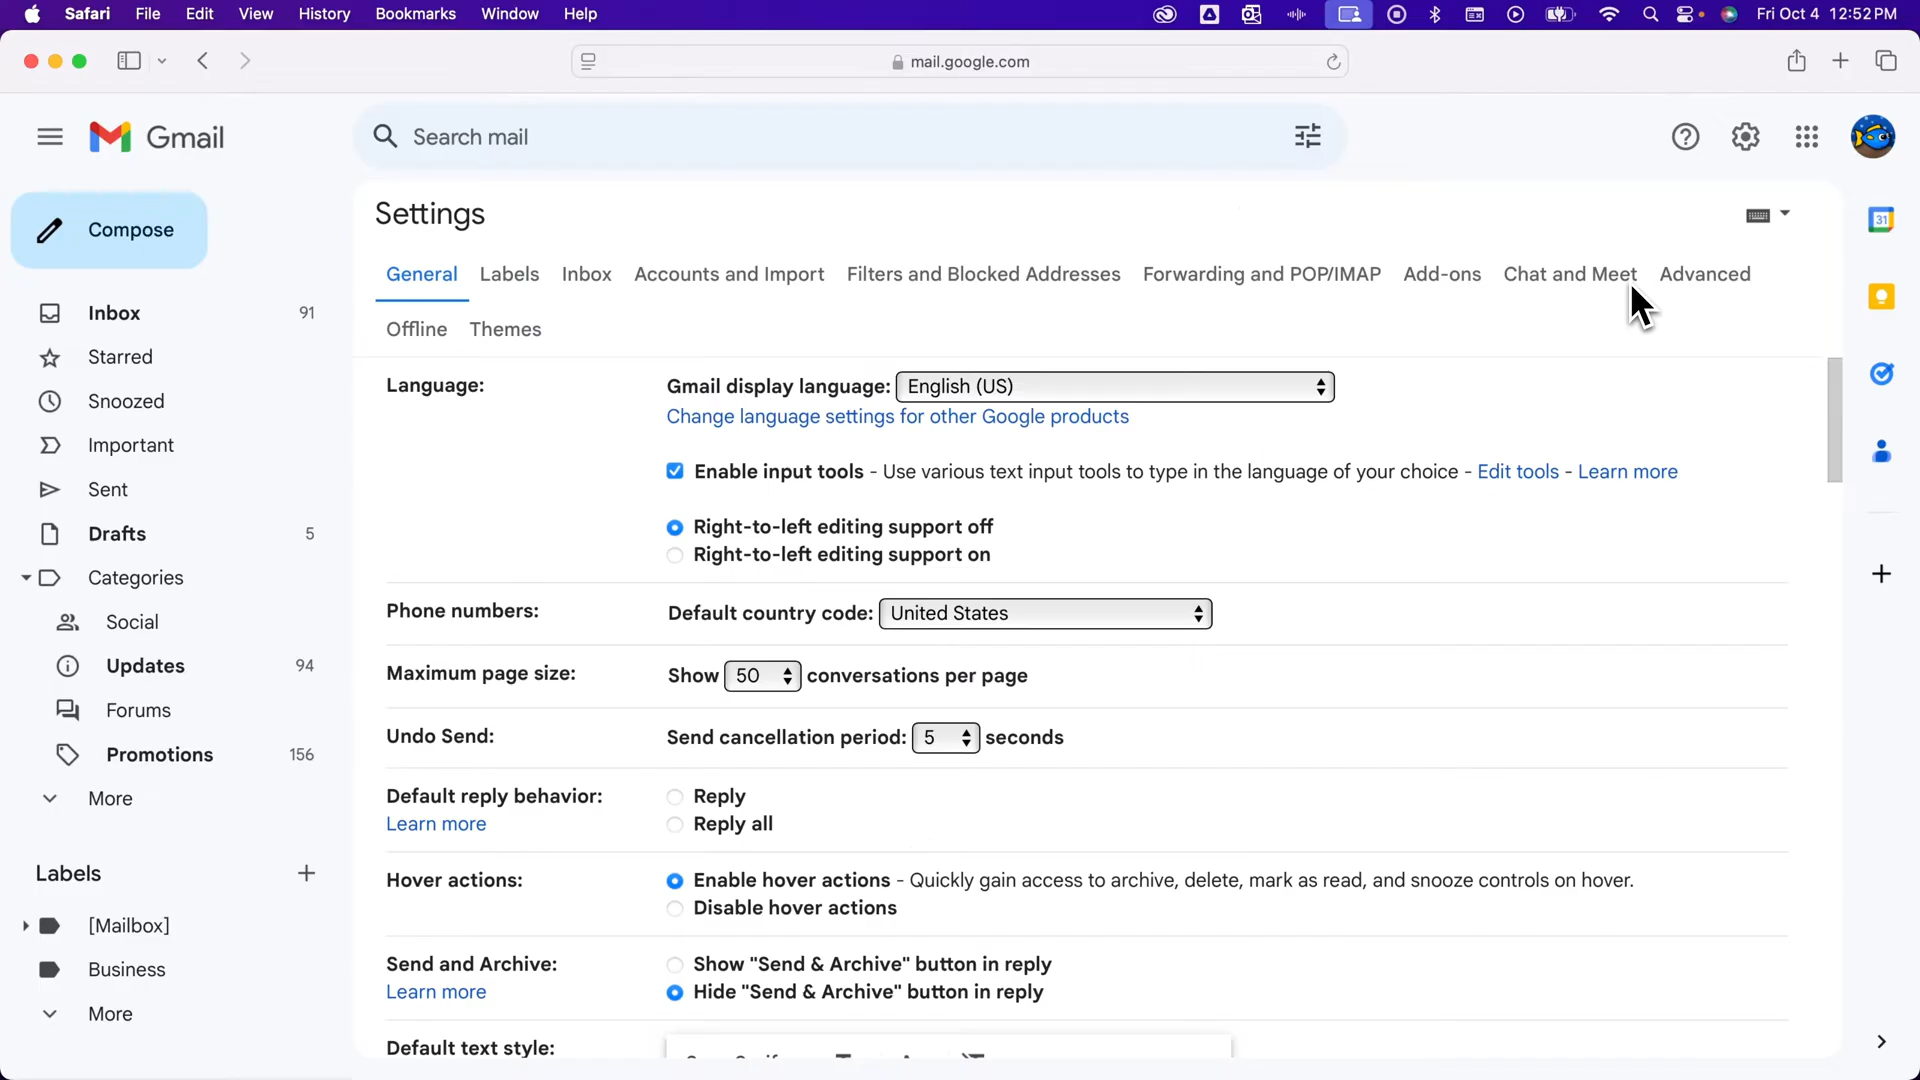 Safari File Edit View History Bookmarks Window Help Fri Oct 4 12:52 PM
mail.google.com
Gmail
Search mail
Compose
Inbox 91
Starred
Snoozed
Important
Sent
Drafts 5
Categories
Social
Updates 94
Forums
Promotions 156
More
Labels
[Mailbox]
Business
More
Settings
General Labels Inbox Accounts and Import Filters and Blocked Addresses Forwarding and POP/IMAP Add-ons Chat and Meet Advanced
Offline Themes
Language: Gmail display language: English (US)
Change language settings for other Google products
Enable input tools - Use various text input tools to type in the language of your choice - Edit tools - Learn more
Right-to-left editing support off
Right-to-left editing support on
Phone numbers: Default country code: United States
Maximum page size: Show 50 conversations per page
Undo Send: Send cancellation period: 5 seconds
Default reply behavior: Reply
Learn more Reply all
Hover actions: Enable hover actions - Quickly gain access to archive, delete, mark as read, and snooze controls on hover.
Disable hover actions
Send and Archive: Show "Send & Archive" button in reply
Learn more Hide "Send & Archive" button in reply
Default text style:
31